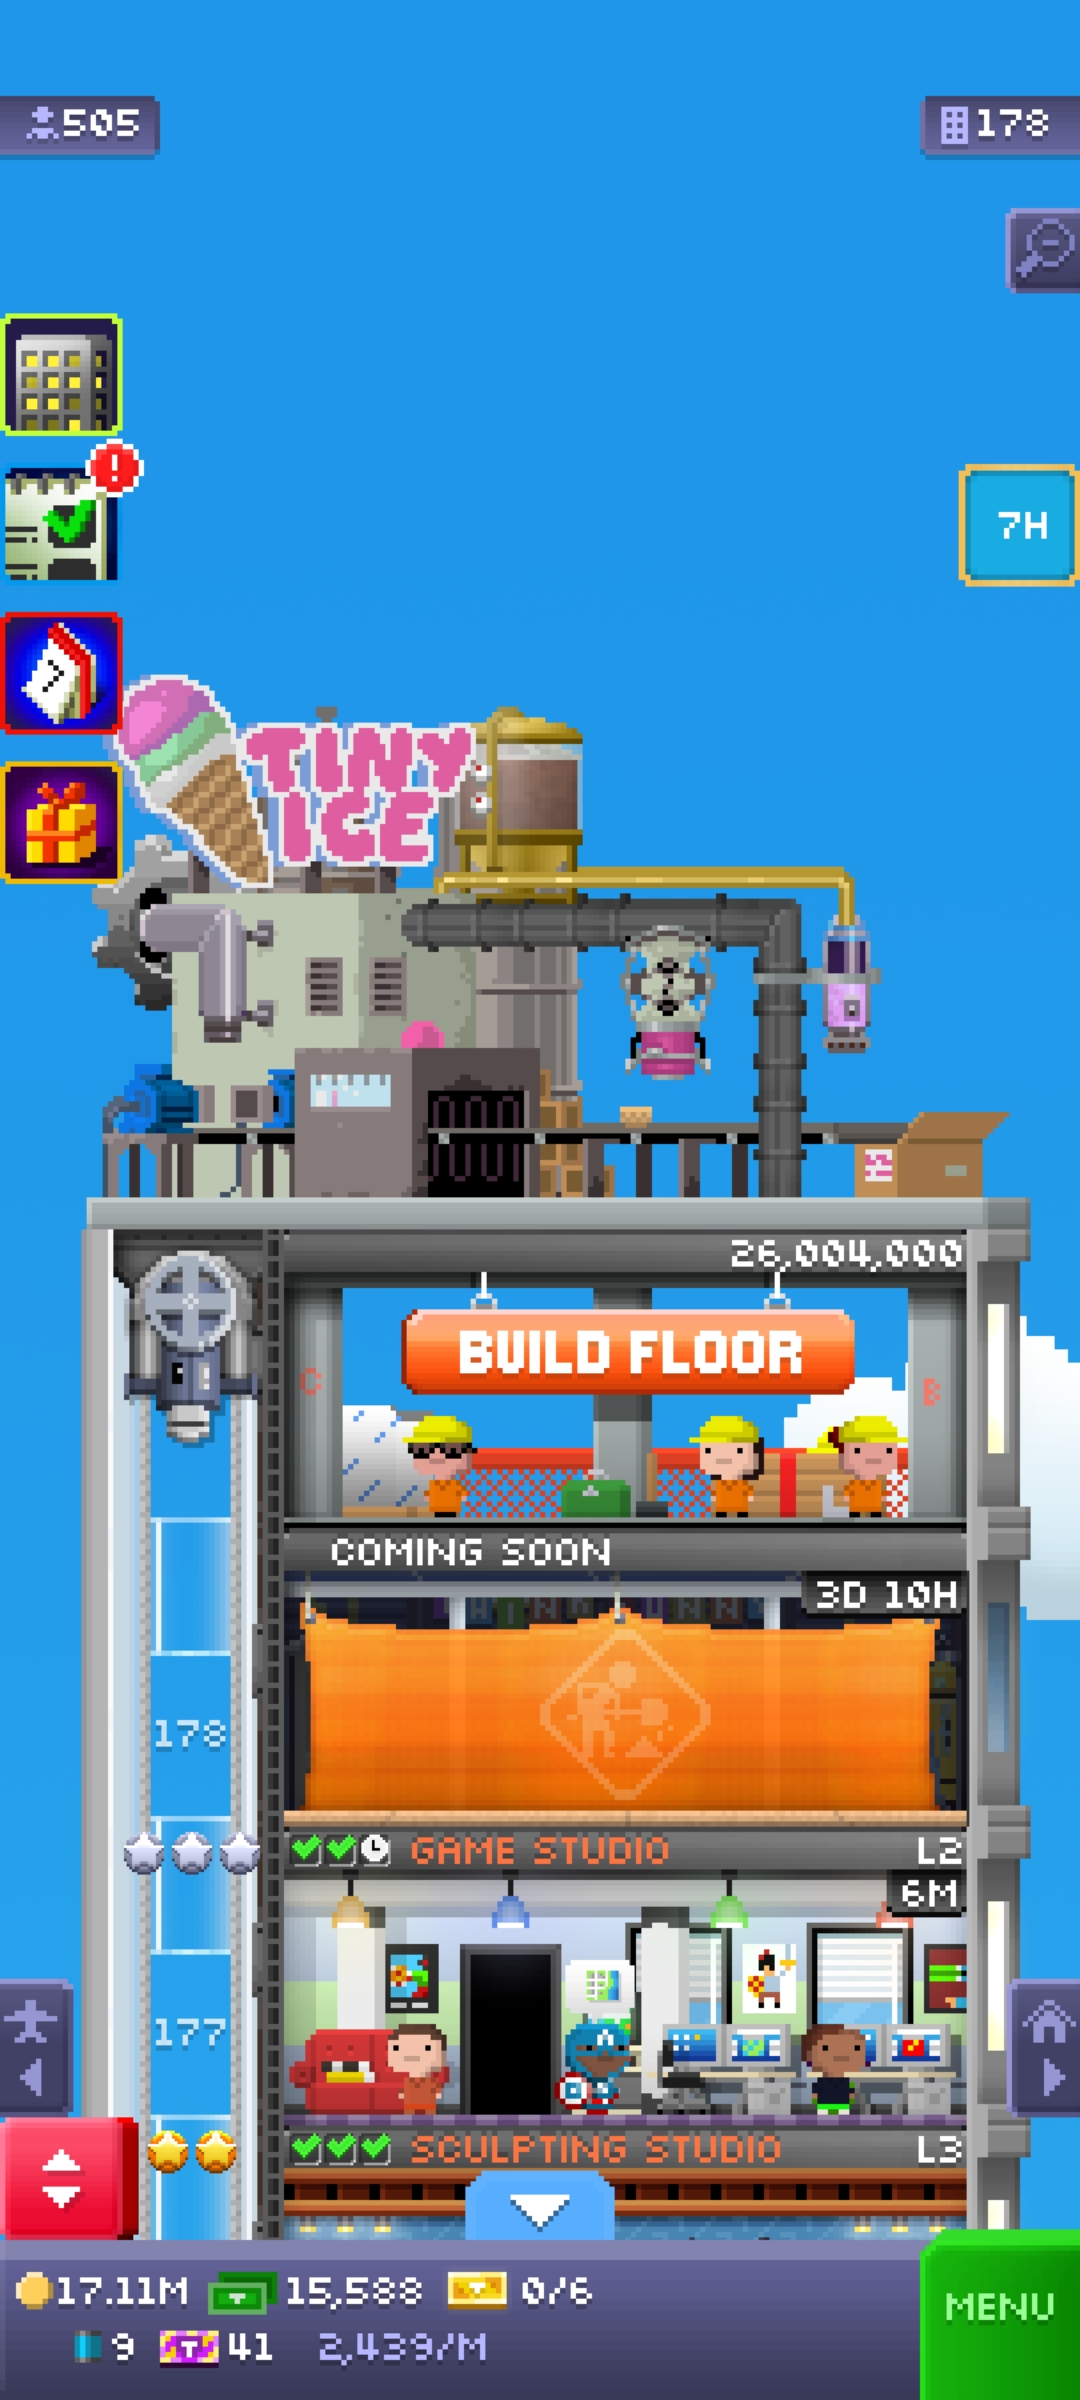 505
178
7H
TINY
ICE
26,004,000
BUILD FLOOR
C
B
COMING SOON
3D 10H
178
GAME STUDIO
L2
6M
A
177
SCULPTING STUDIO
L3
17.11M
15,588
0/6
MENU
9
T
41
2,439/M